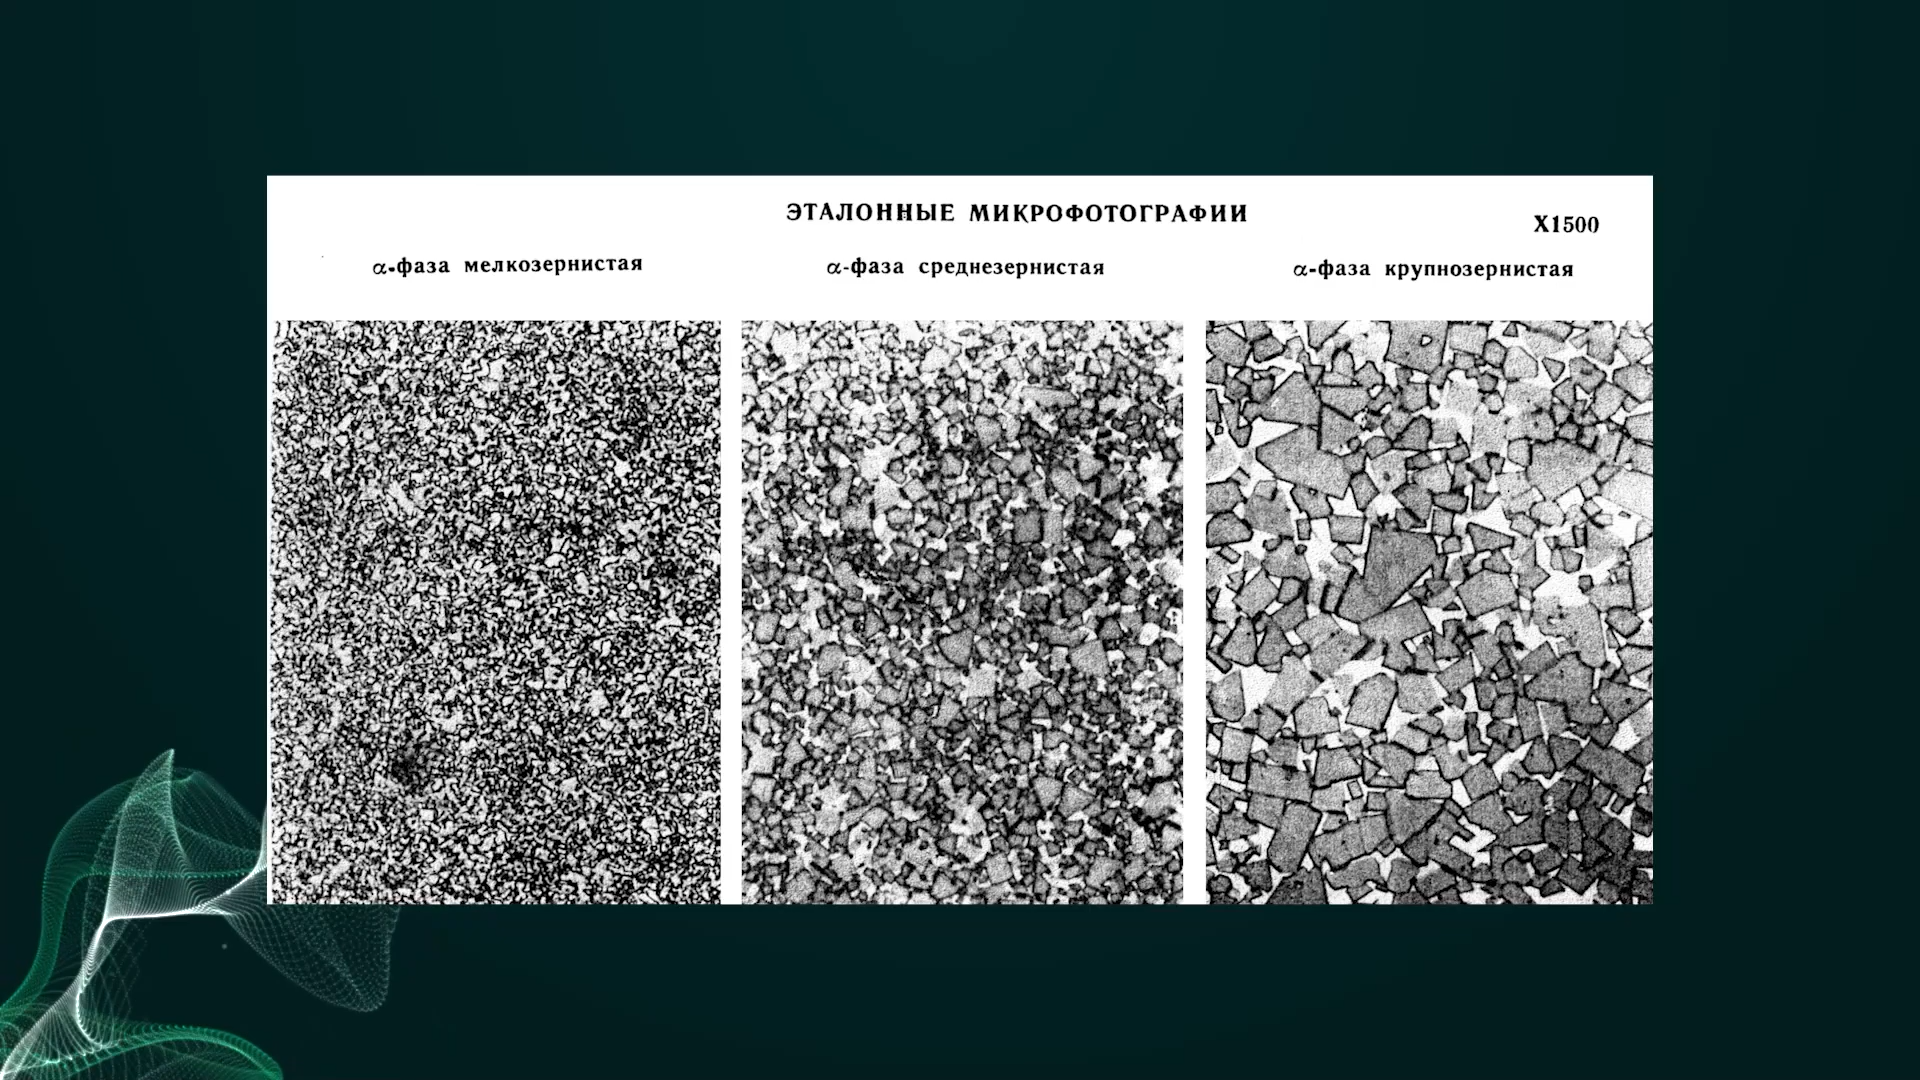 ЭТАЛОННЫЕ МИКРОФОТОГРАФИИ
X1500
α-фаза мелкозернистая
α-фаза среднезернистая
α-фаза крупнозернистая